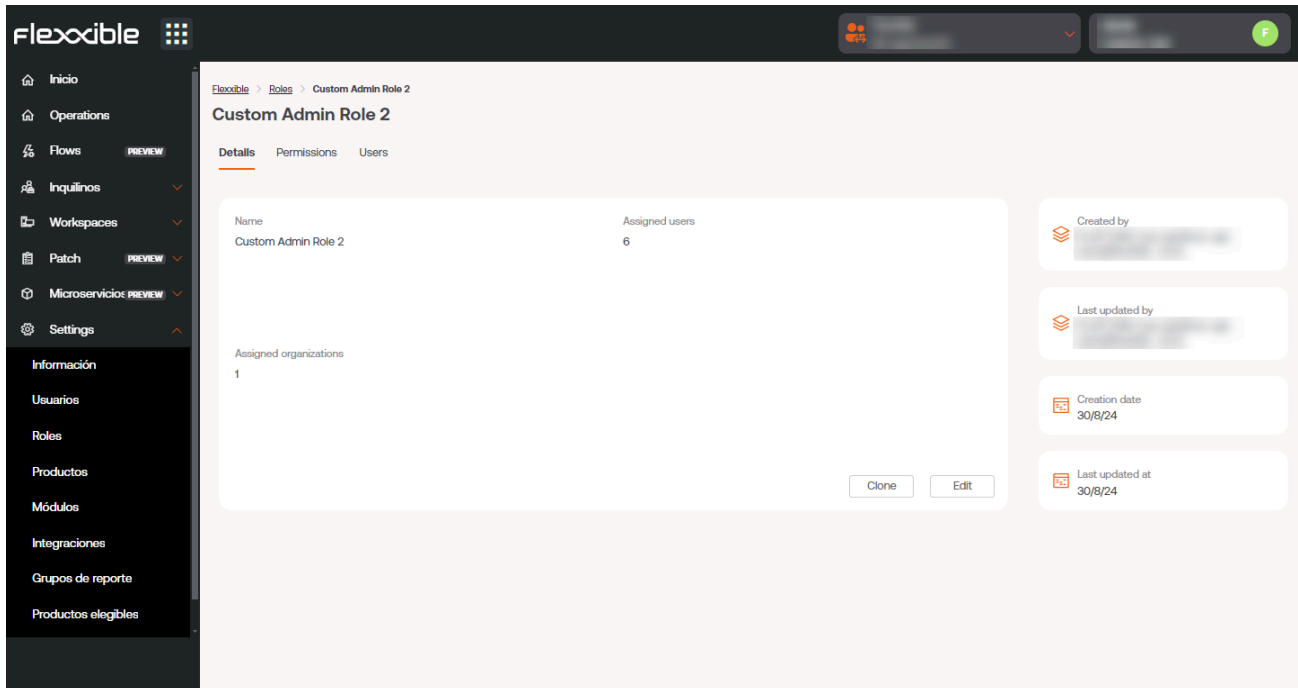 Flexxible
F
Inicio
Operations
Flows PREVIEW
Inquilinos
Workspaces
Patch PREVIEW
Microservicios PREVIEW
Settings
Información
Usuarios
Roles
Productos
Módulos
Integraciones
Grupos de reporte
Productos elegibles
Flexxible > Roles > Custom Admin Role 2
Custom Admin Role 2
Details Permissions Users
Name
Custom Admin Role 2
Assigned users
6
Assigned organizations
1
Clone Edit
Created by
Last updated by
Creation date
30/8/24
Last updated at
30/8/24